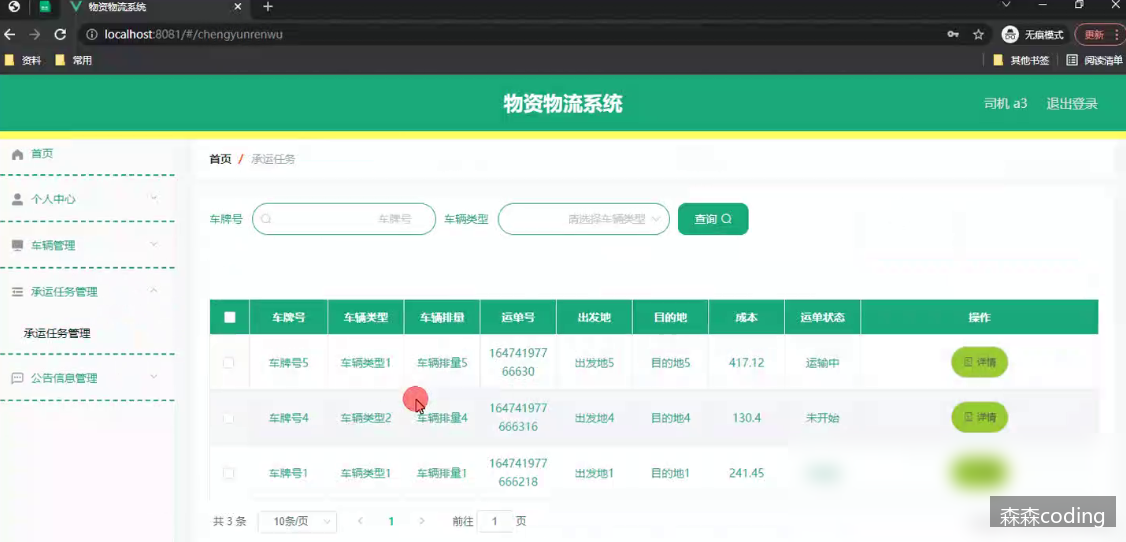 物资物流系统
localhost:8081/#/chengyunrenwu
无痕模式
更新
资料
常用
其他书签
阅读清单
物资物流系统
司机 a3
退出登录
首页
个人中心
车辆管理
承运任务管理
承运任务管理
公告信息管理
首页 / 承运任务
车牌号 车牌号 车辆类型 请选择车辆类型 查询
车牌号 车辆类型 车辆排量 运单号 出发地 目的地 成本 运单状态 操作
车牌号5 车辆类型1 车辆排量5 164741977 出发地5 目的地5 417.12 运输中 详情
66630
车牌号4 车辆类型2 车辆排量4 164741977 出发地4 目的地4 130.4 未开始 详情
666316
车牌号1 车辆类型1 车辆排量1 164741977 出发地1 目的地1 241.45
666218
共 3 条 10条/页 1 前往 1 页
森森coding